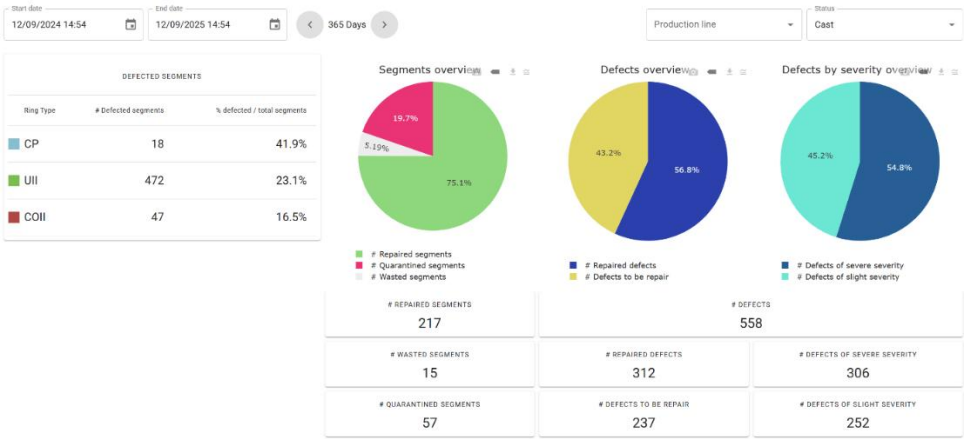 Start date
End date
Status
12/09/2024 14:54
12/09/2025 14:54
365 Days
Production line
Cast
DEFECTED SEGMENTS
Ring Type # Defected segments % defected / total segments
CP 18 41.9%
UII 472 23.1%
COII 47 16.5%
Segments overview
19.7%
5.19%
75.1%
# Repaired segments
# Quarantined segments
# Wasted segments
Defects overview
43.2%
56.8%
# Repaired defects
# Defects to be repair
Defects by severity overview
45.2%
54.8%
# Defects of severe severity
# Defects of slight severity
# REPAIRED SEGMENTS
217
# DEFECTS
558
# WASTED SEGMENTS
15
# REPAIRED DEFECTS
312
# DEFECTS OF SEVERE SEVERITY
306
# QUARANTINED SEGMENTS
57
# DEFECTS TO BE REPAIR
237
# DEFECTS OF SLIGHT SEVERITY
252